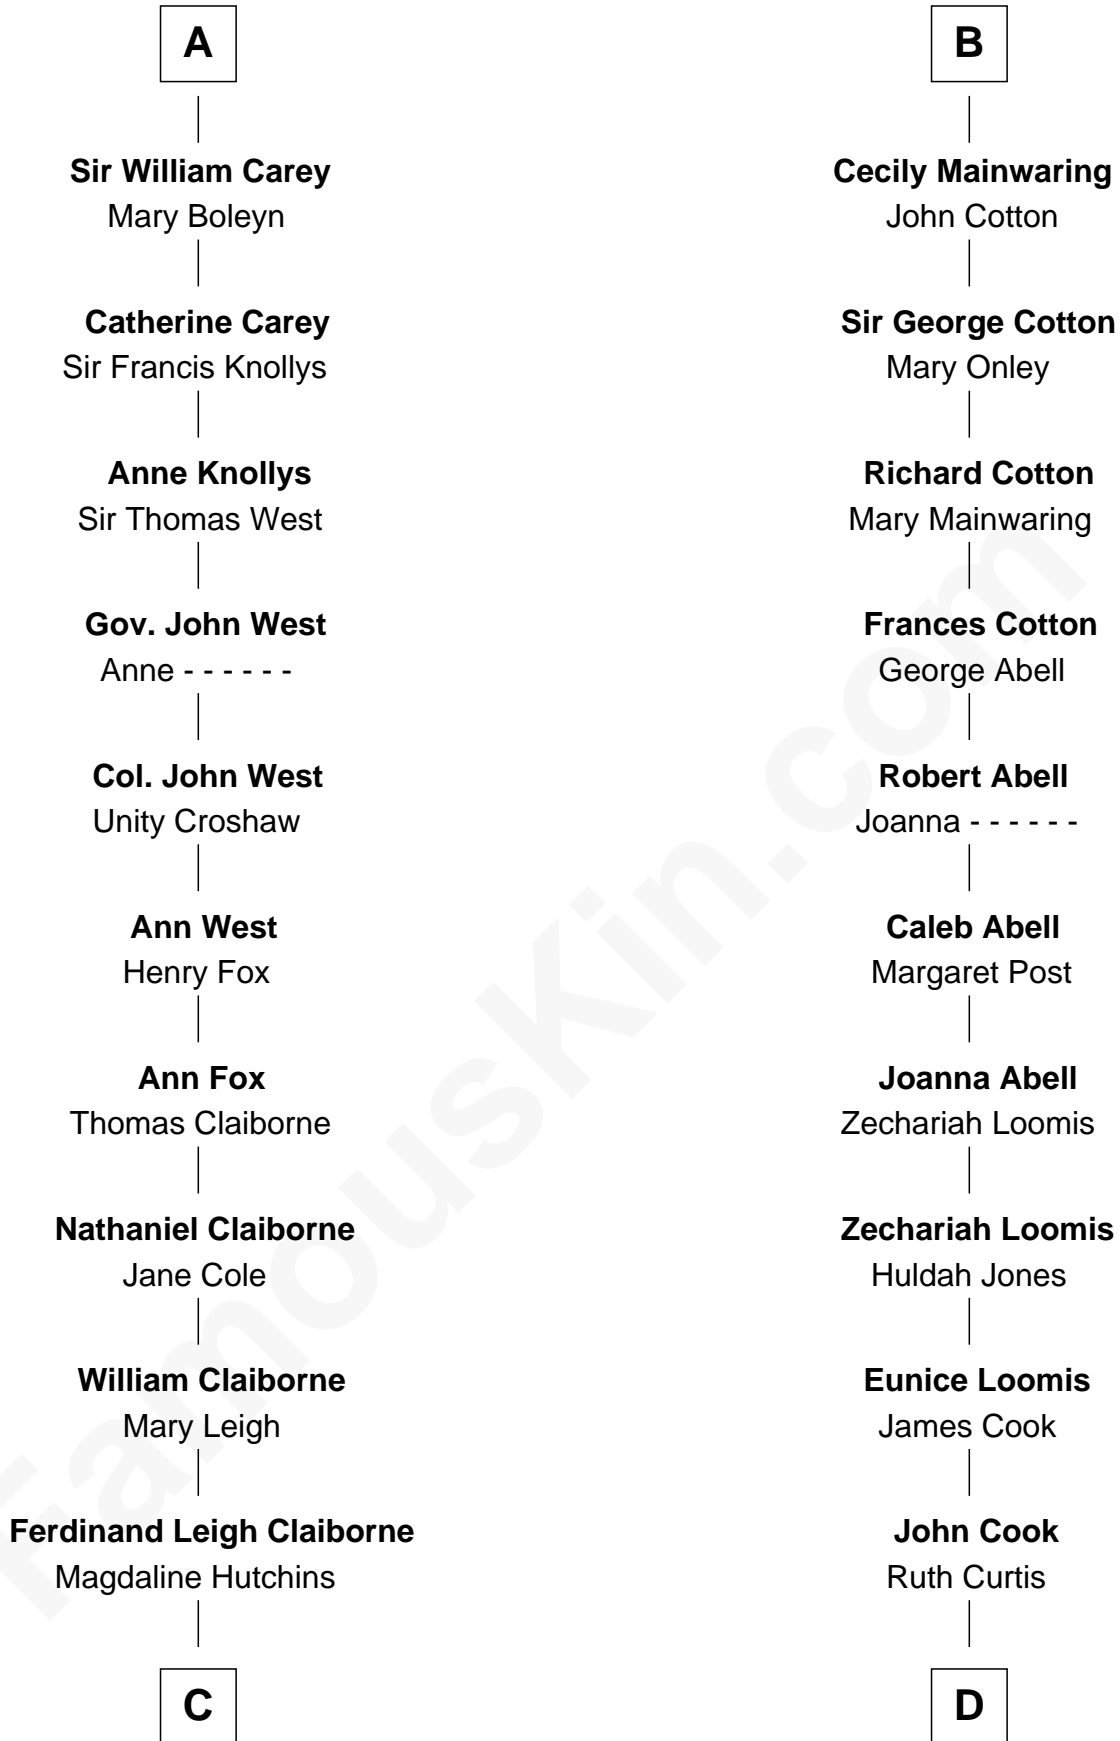 A
Sir William Carey
Mary Boleyn
Catherine Carey
Sir Francis Knollys
Anne Knollys
Sir Thomas West
Gov. John West
Anne - - - - - -
Col. John West
Unity Croshaw
Ann West
Henry Fox
Ann Fox
Thomas Claiborne
Nathaniel Claiborne
Jane Cole
William Claiborne
Mary Leigh
Ferdinand Leigh Claiborne
Magdaline Hutchins
C
B
Cecily Mainwaring
John Cotton
Sir George Cotton
Mary Onley
Richard Cotton
Mary Mainwaring
Frances Cotton
George Abell
Robert Abell
Joanna - - - - - -
Caleb Abell
Margaret Post
Joanna Abell
Zechariah Loomis
Zechariah Loomis
Huldah Jones
Eunice Loomis
James Cook
John Cook
Ruth Curtis
D
FamousKin.com